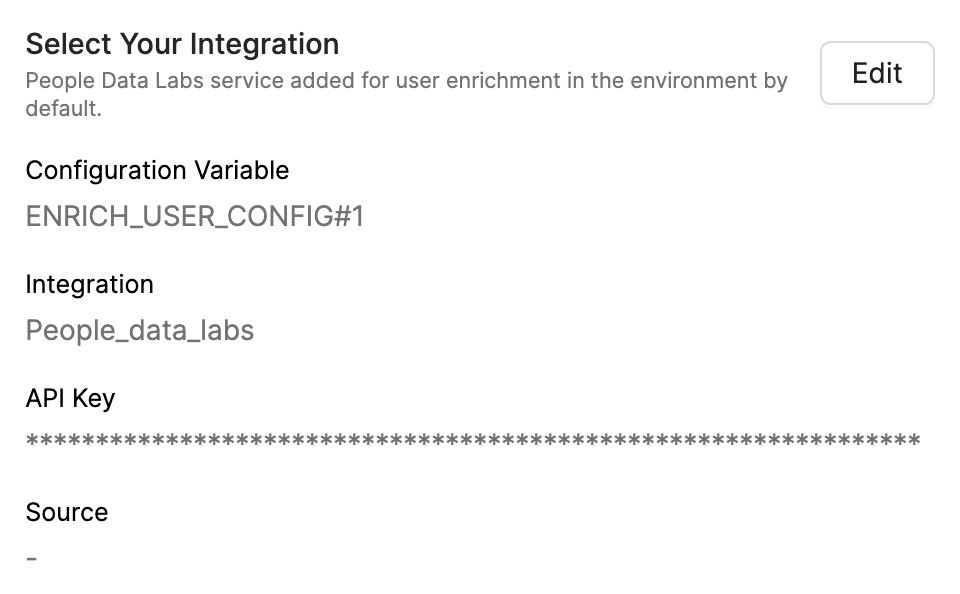 Select Your Integration
People Data Labs service added for user enrichment in the environment by
default.
Edit
Configuration Variable
ENRICH_USER_CONFIG#1
Integration
People_data_labs
API Key
****************************************************************
Source
-